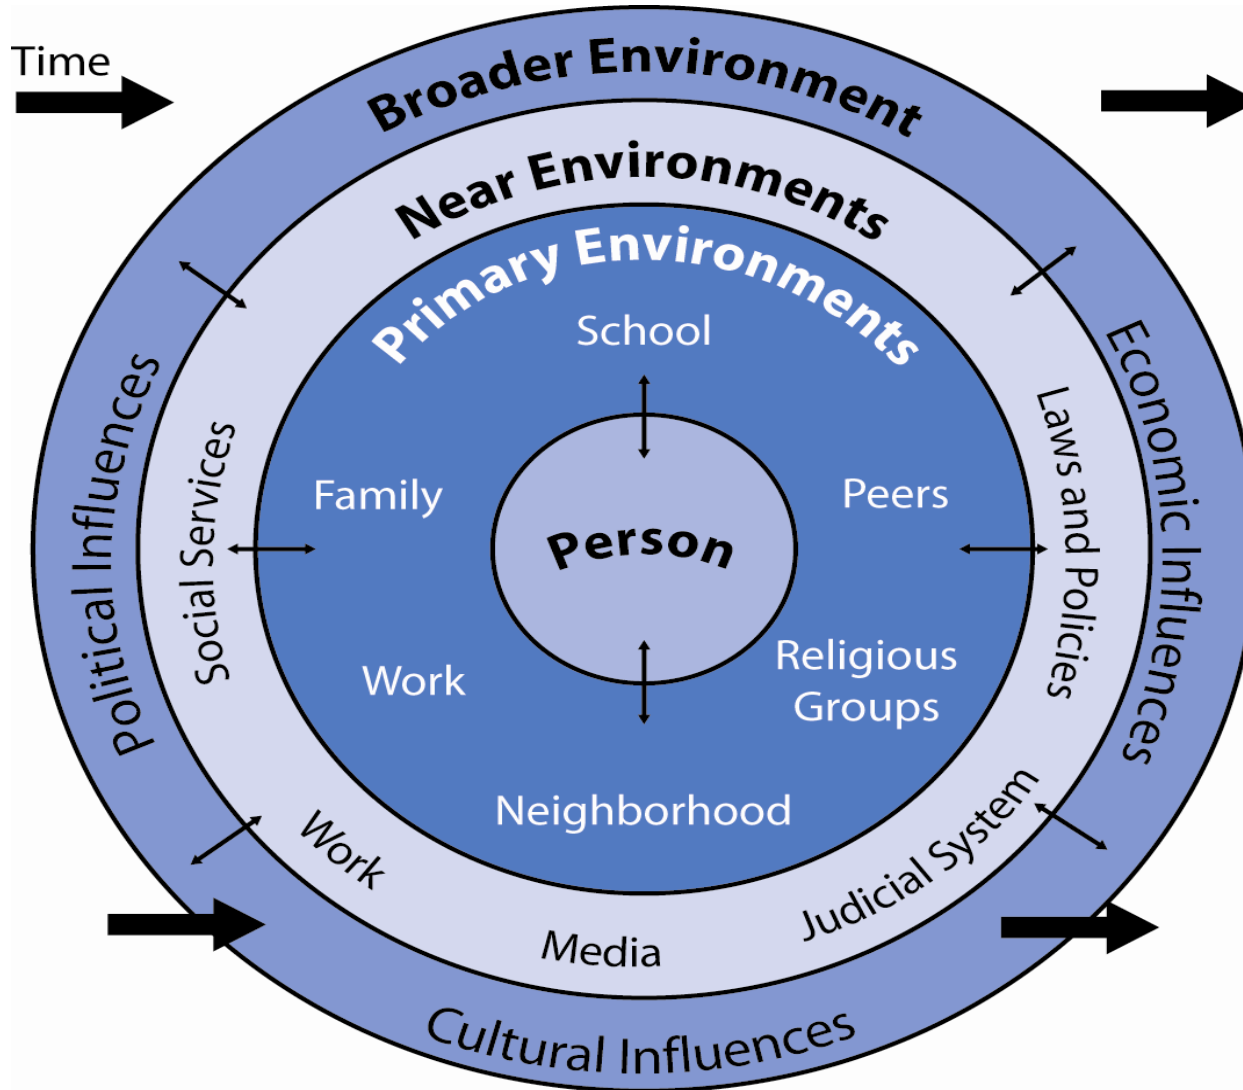 Time
Broader Environment
Near Environments
Primary Environments
School
Family
Peers
Person
Work
Religious
Groups
Neighborhood
Social Services
Laws and Policies
Work
Media
Judicial System
Political Influences
Economic Influences
Cultural Influences